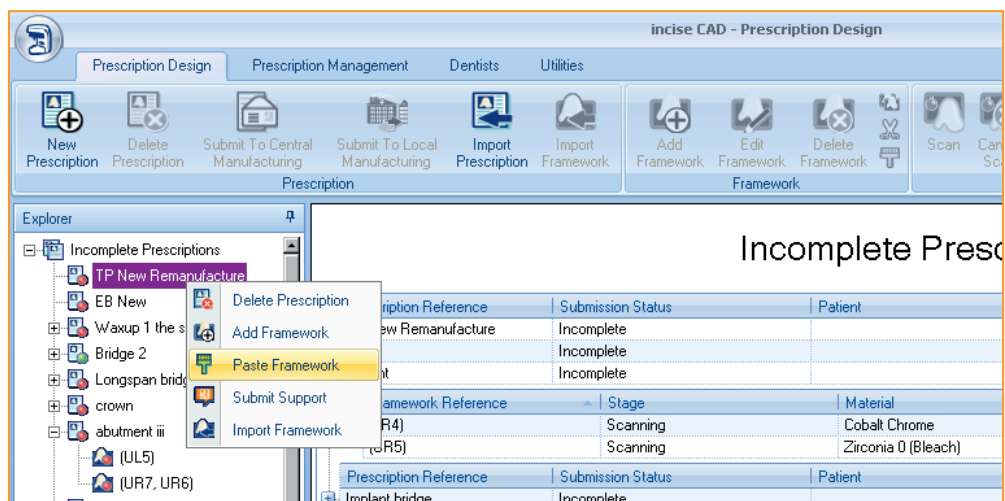 incise CAD - Prescription Design
Prescription Design Prescription Management Dentists Utilities
New Prescription
Delete Prescription
Submit To Central Manufacturing
Submit To Local Manufacturing
Import Prescription
Import Framework
Add Framework
Edit Framework
Delete Framework
Scan
Prescription
Framework
Explorer
Incomplete Prescriptions
TP New Remanufacture
EB New
Waxup 1 the s
Bridge 2
Longspan bridg
crown
abutment iii
(UL5)
(UR7, UR6)
Delete Prescription
Add Framework
Paste Framework
Submit Support
Import Framework
Incomplete Presc
ription Reference Submission Status Patient
ew Remanufacture Incomplete
Incomplete
nt Incomplete
amework Reference Stage Material
R4) Scanning Cobalt Chrome
(UR5) Scanning Zirconia 0 (Bleach)
Prescription Reference Submission Status Patient
Implant bridge Incomplete